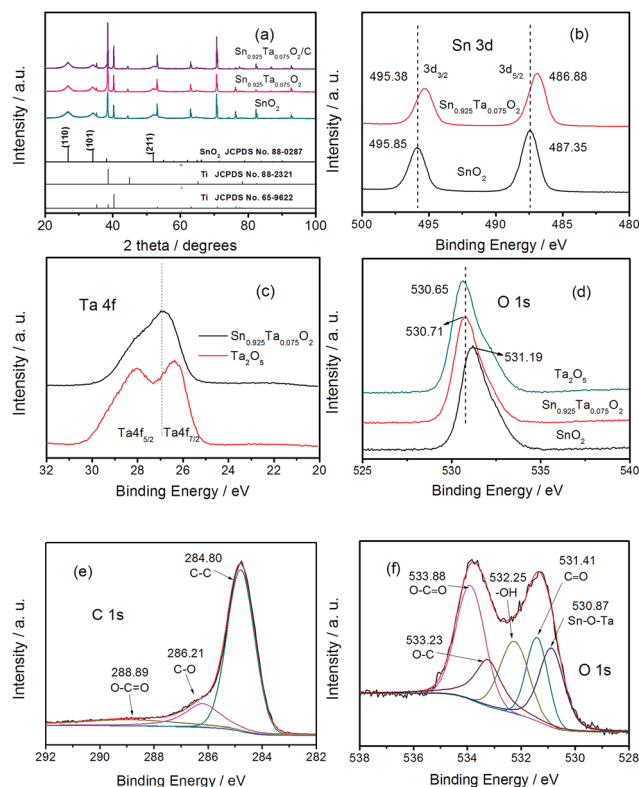 (a)
Sn0.925Ta0.075O2/C
Sn0.925Ta0.075O2
SnO2
(110)
(101)
(211)
SnO2 JCPDS No. 88-0287
Ti JCPDS No. 88-2321
Ti JCPDS No. 65-9622
20 40 60 80 100
2 theta / degrees
Intensity / a.u.
(b)
Sn 3d
495.38
3d3/2
3d5/2
486.88
Sn0.925Ta0.075O2
495.85
487.35
SnO2
500 495 490 485 480
Binding Energy / eV
Intensity / a.u.
(c)
Ta 4f
Sn0.925Ta0.075O2
Ta2O5
Ta4f5/2
Ta4f7/2
32 30 28 26 24 22 20
Binding Energy / eV
Intensity / a. u.
(d)
530.65
O 1s
530.71
531.19
Ta2O5
Sn0.925Ta0.075O2
SnO2
525 530 535 540
Binding Energy / eV
Intensity / a. u.
(e)
284.80
C-C
C 1s
286.21
C-O
288.89
O-C=O
292 290 288 286 284 282
Binding Energy / eV
Intensity / a. u.
(f)
533.88
O-C=O
532.25
-OH
531.41
C=O
530.87
Sn-O-Ta
533.23
O-C
O 1s
538 536 534 532 530 528
Binding Energy / eV
Intensity / a. u.